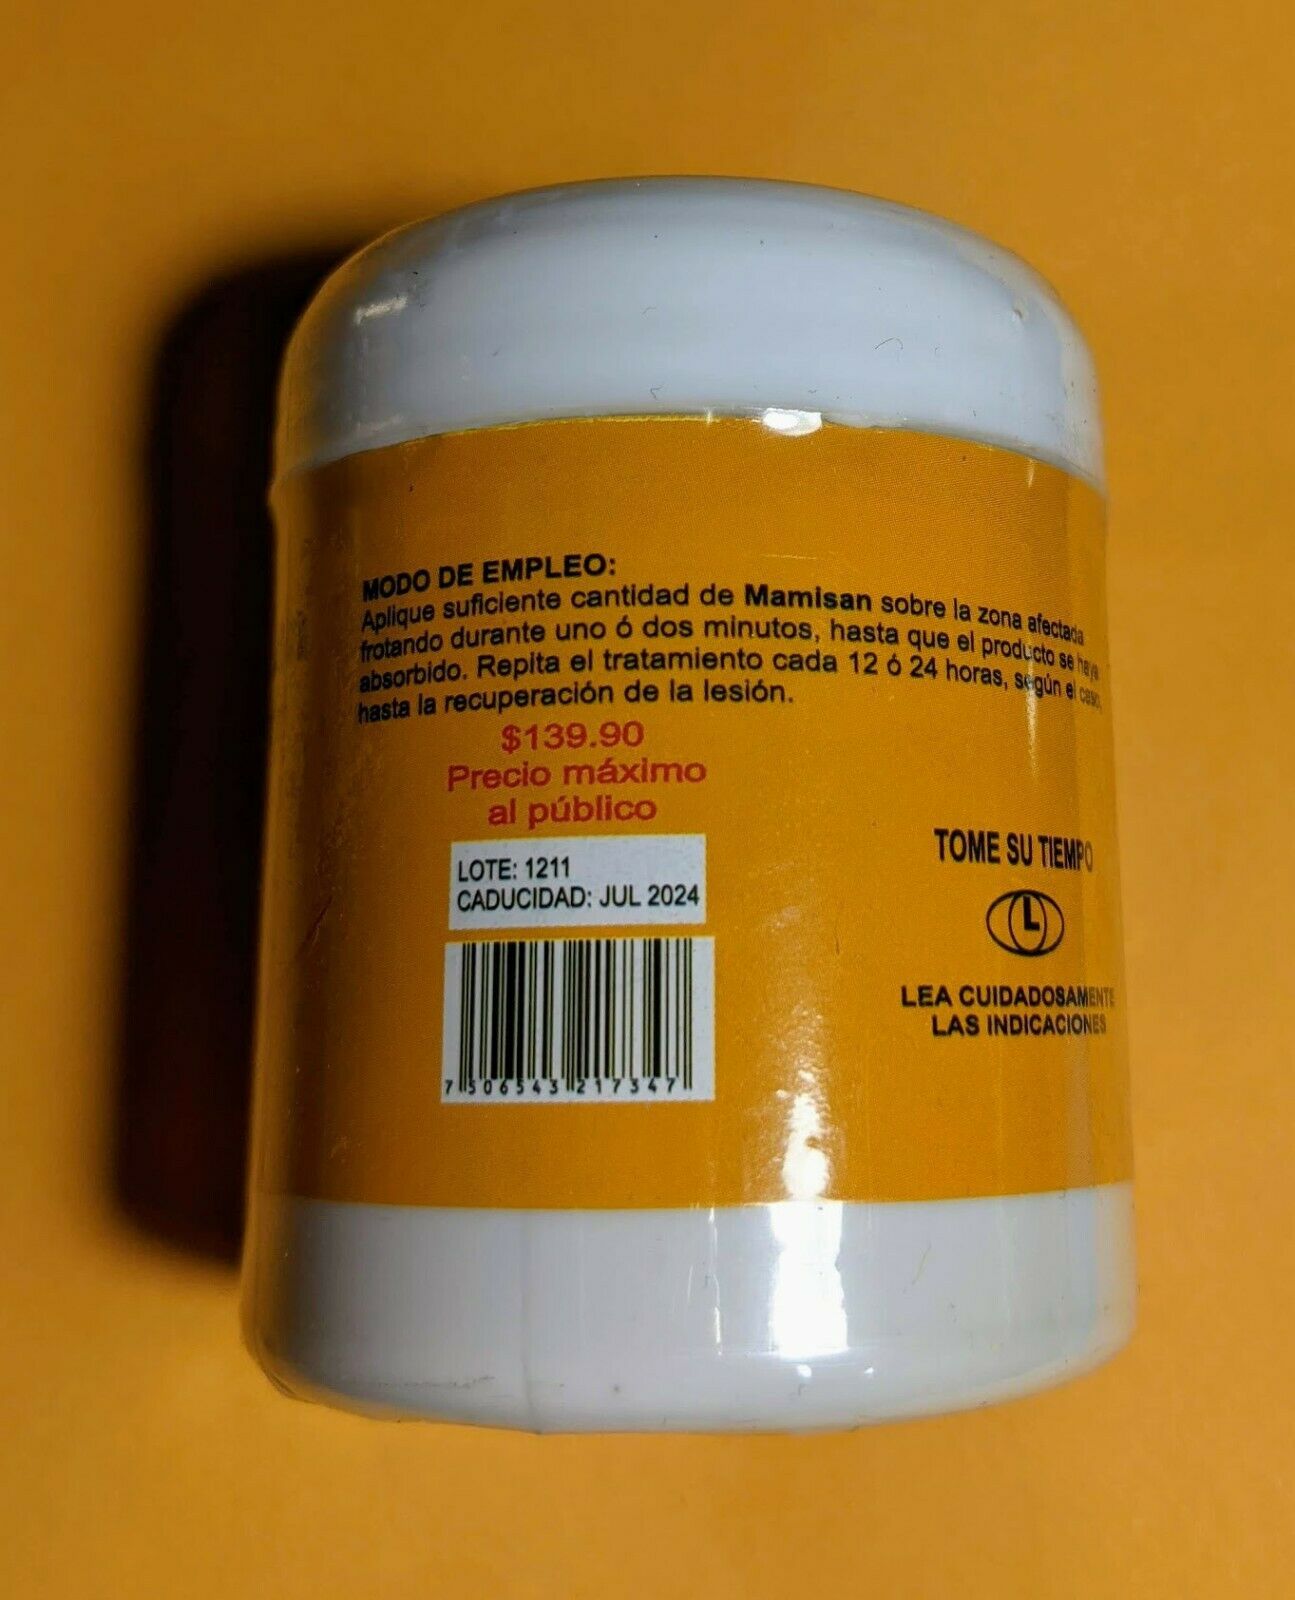 MODO DE EMPLEO:
Aplique suficiente cantidad de Mamisan sobre la zona afectada
frotando durante uno ó dos minutos, hasta que el producto se haya
absorbido. Repita el tratamiento cada 12 ó 24 horas, según el caso,
hasta la recuperación de la lesión.
$139.90
Precio máximo
al público
LOTE: 1211
CADUCIDAD: JUL 2024
7 506543 217347
TOME SU TIEMPO
L
LEA CUIDADOSAMENTE
LAS INDICACIONES